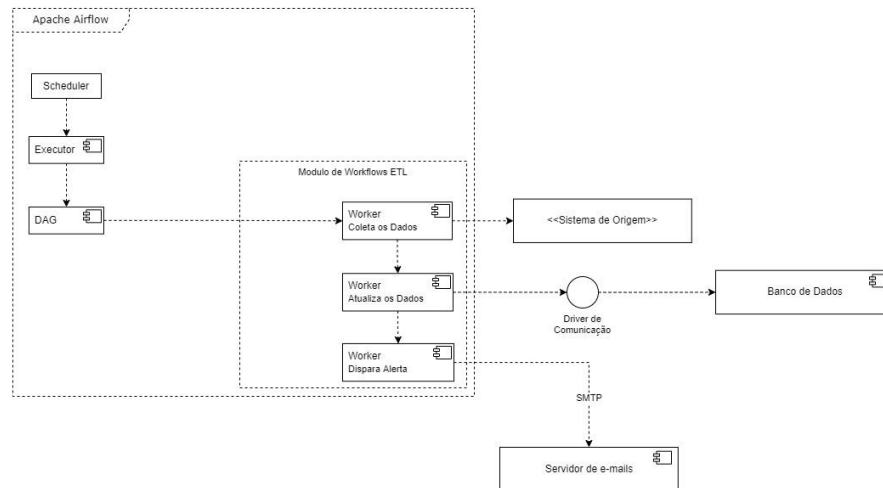 Apache Airflow
Scheduler
Executor
Modulo de Workflows ETL
DAG
Worker
Coleta os Dados
<<Sistema de Origem>>
Worker
Atualiza os Dados
Banco de Dados
Driver de
Comunicação
Worker
Dispara Alerta
SMTP
Servidor de e-mails